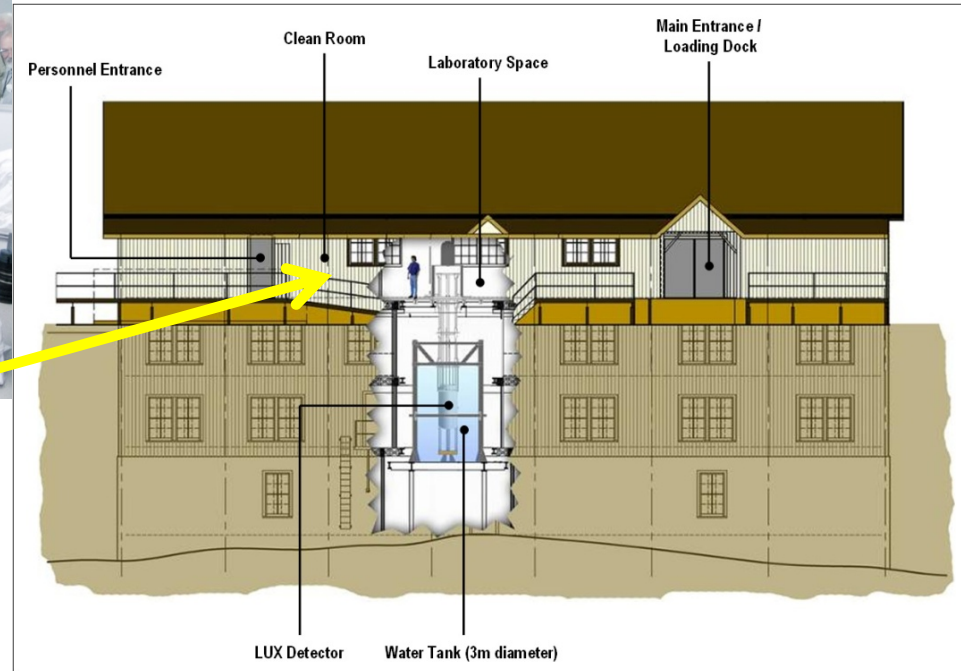 Main Entrance /
Loading Dock
Clean Room
Laboratory Space
Personnel Entrance
LUX Detector
Water Tank (3m diameter)